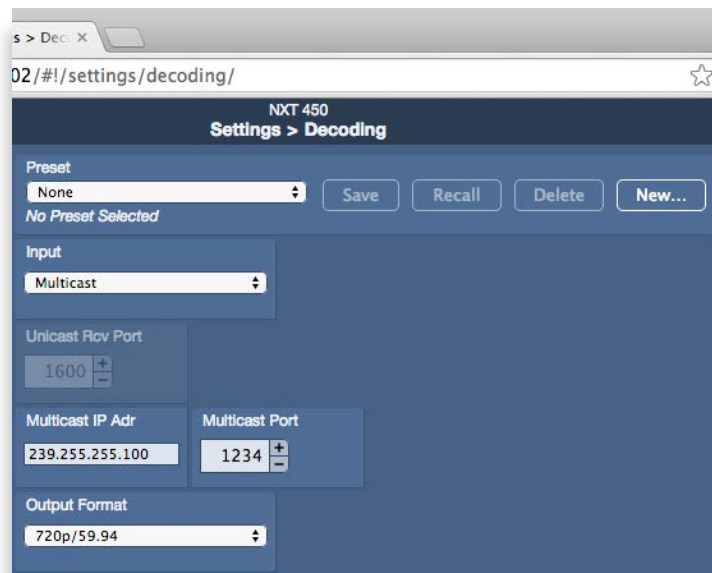 s > Dec ×
02/#!/settings/decoding/
NXT 450
Settings > Decoding
Preset
None
Save
Recall
Delete
New...
No Preset Selected
Input
Multicast
Unicast Rcv Port
1600
+
−
Multicast IP Adr
Multicast Port
239.255.255.100
1234
+
−
Output Format
720p/59.94